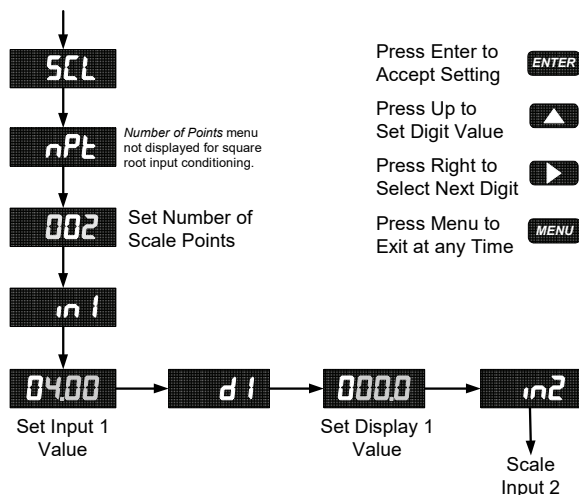 SCL
nPt
Number of Points menu
not displayed for square
root input conditioning.
002
Set Number of
Scale Points
in 1
04.00
Set Input 1
Value
d 1
000.0
Set Display 1
Value
in2
Scale
Input 2
Press Enter to
Accept Setting
ENTER
Press Up to
Set Digit Value
Press Right to
Select Next Digit
Press Menu to
Exit at any Time
MENU